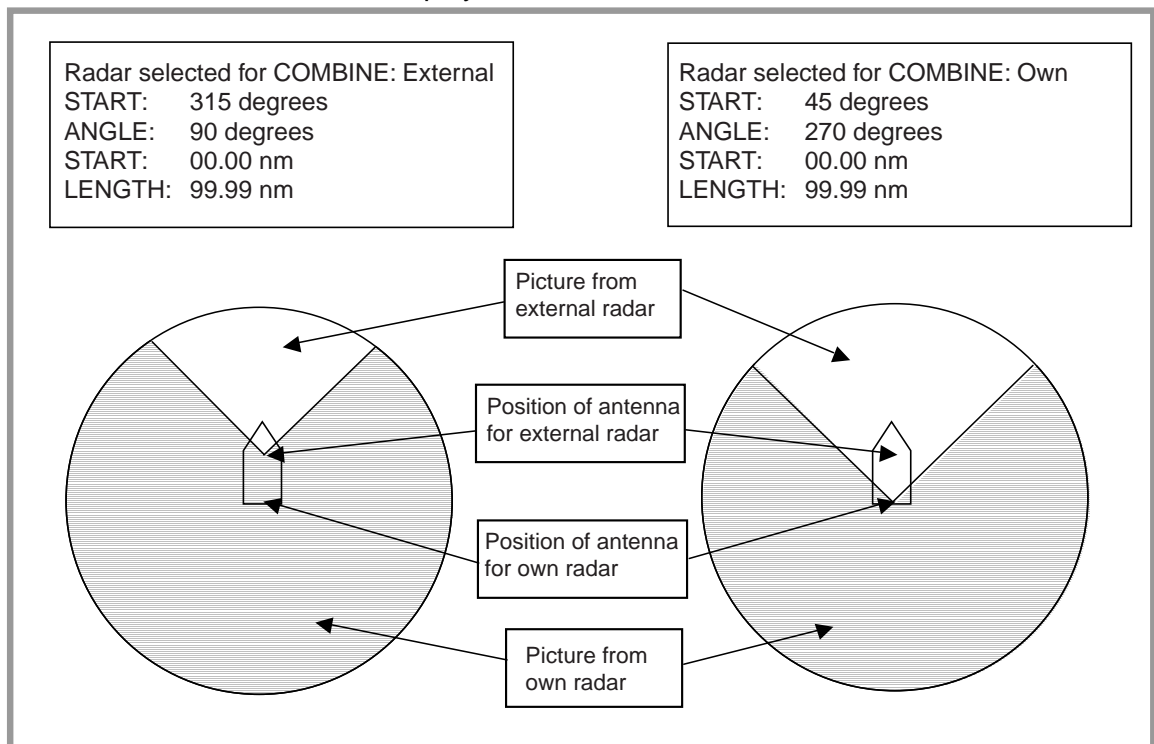 Radar selected for COMBINE: External
START: 315 degrees
ANGLE: 90 degrees
START: 00.00 nm
LENGTH: 99.99 nm
Radar selected for COMBINE: Own
START: 45 degrees
ANGLE: 270 degrees
START: 00.00 nm
LENGTH: 99.99 nm
Picture from
external radar
Position of antenna
for external radar
Position of antenna
for own radar
Picture from
own radar